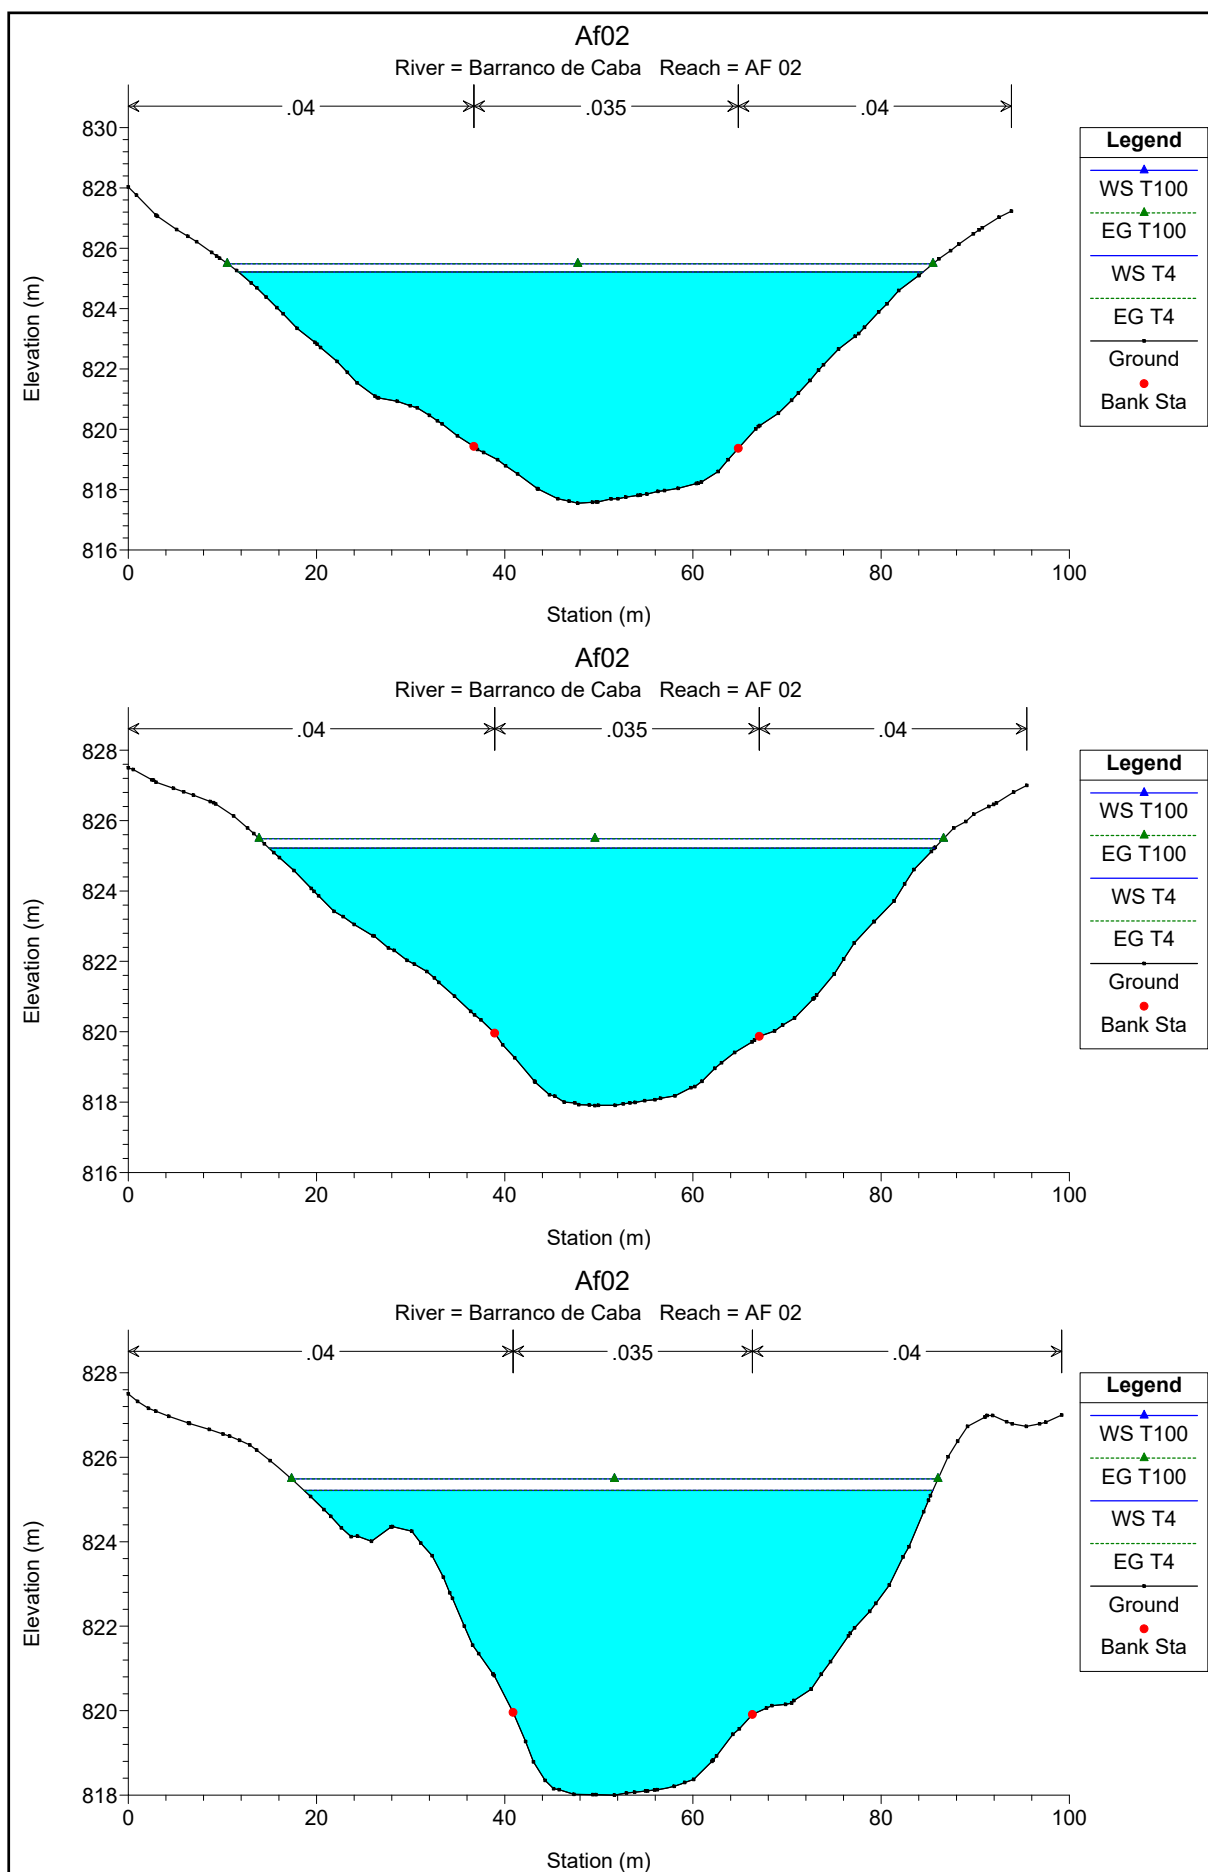 Af02
River = Barranco de Caba Reach = AF 02
.04 .035 .04
830
828
826
824
822
820
818
816
0 20 40 60 80 100
Elevation (m)
Station (m)
Legend
WS T100
EG T100
WS T4
EG T4
Ground
Bank Sta
Af02
River = Barranco de Caba Reach = AF 02
.04 .035 .04
828
826
824
822
820
818
816
0 20 40 60 80 100
Elevation (m)
Station (m)
Legend
WS T100
EG T100
WS T4
EG T4
Ground
Bank Sta
Af02
River = Barranco de Caba Reach = AF 02
.04 .035 .04
828
826
824
822
820
818
0 20 40 60 80 100
Elevation (m)
Station (m)
Legend
WS T100
EG T100
WS T4
EG T4
Ground
Bank Sta